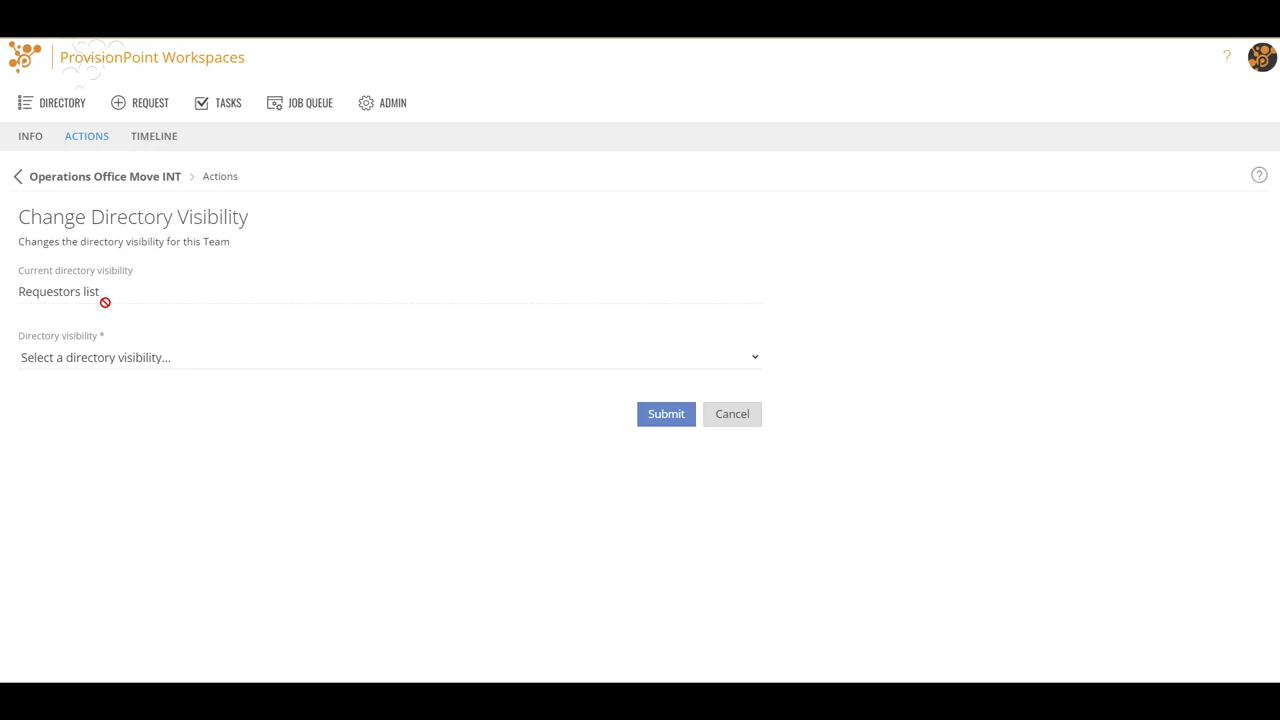 ProvisionPoint Workspaces
?
DIRECTORY
REQUEST
TASKS
JOB QUEUE
ADMIN
INFO
ACTIONS
TIMELINE
Operations Office Move INT > Actions
?
Change Directory Visibility
Changes the directory visibility for this Team
Current directory visibility
Requestors list
Directory visibility *
Select a directory visibility...
Submit
Cancel